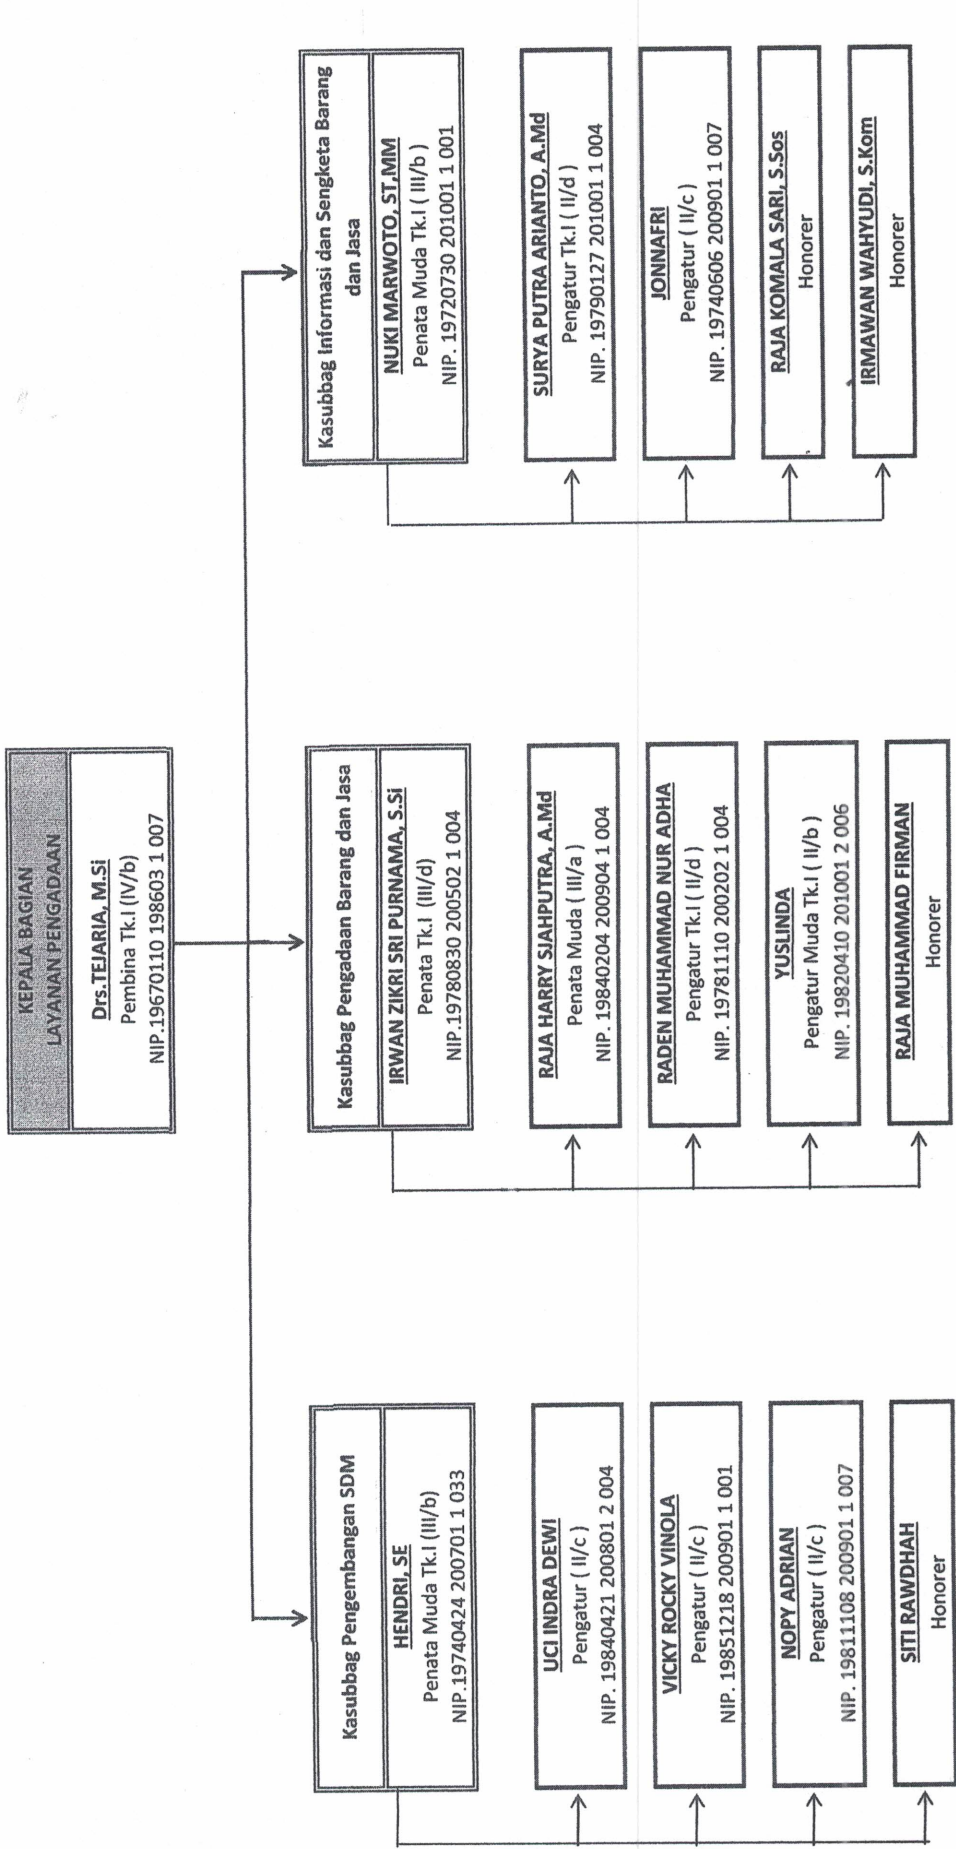 KEPALA BAGIAN
LAYANAN PENGADAAN
Drs.TEJARIA, M.Si
Pembina Tk.I (IV/b)
NIP.19670110 198603 1 007
Kasubbag Pengembangan SDM
HENDRI, SE
Penata Muda Tk.I (III/b)
NIP.19740424 200701 1 033
UCI INDRA DEWI
Pengatur ( II/c )
NIP. 19840421 200801 2 004
VICKY ROCKY VINOLA
Pengatur ( II/c )
NIP. 19851218 200901 1 001
NOPY ADRIAN
Pengatur ( II/c )
NIP. 19811108 200901 1 007
SITI RAWDHAH
Honorer
Kasubbag Pengadaan Barang dan Jasa
IRWAN ZIKRI SRI PURNAMA, S.Si
Penata Tk.I (III/d)
NIP.19780830 200502 1 004
RAJA HARRY SJAHPUTRA, A.Md
Penata Muda ( III/a )
NIP. 19840204 200904 1 004
RADEN MUHAMMAD NUR ADHA
Pengatur Tk.I ( II/d )
NIP. 19781110 200202 1 004
YUSLINDA
Pengatur Muda Tk.I ( II/b )
NIP. 19820410 201001 2 006
RAJA MUHAMMAD FIRMAN
Honorer
Kasubbag Informasi dan Sengketa Barang
dan Jasa
NUKI MARWOTO, ST,MM
Penata Muda Tk.I ( III/b )
NIP. 19720730 201001 1 001
SURYA PUTRA ARIANTO, A.Md
Pengatur Tk.I ( II/d )
NIP. 19790127 201001 1 004
JONNAFRI
Pengatur ( II/c )
NIP. 19740606 200901 1 007
RAJA KOMALA SARI, S.Sos
Honorer
IRMAWAN WAHYUDI, S.Kom
Honorer